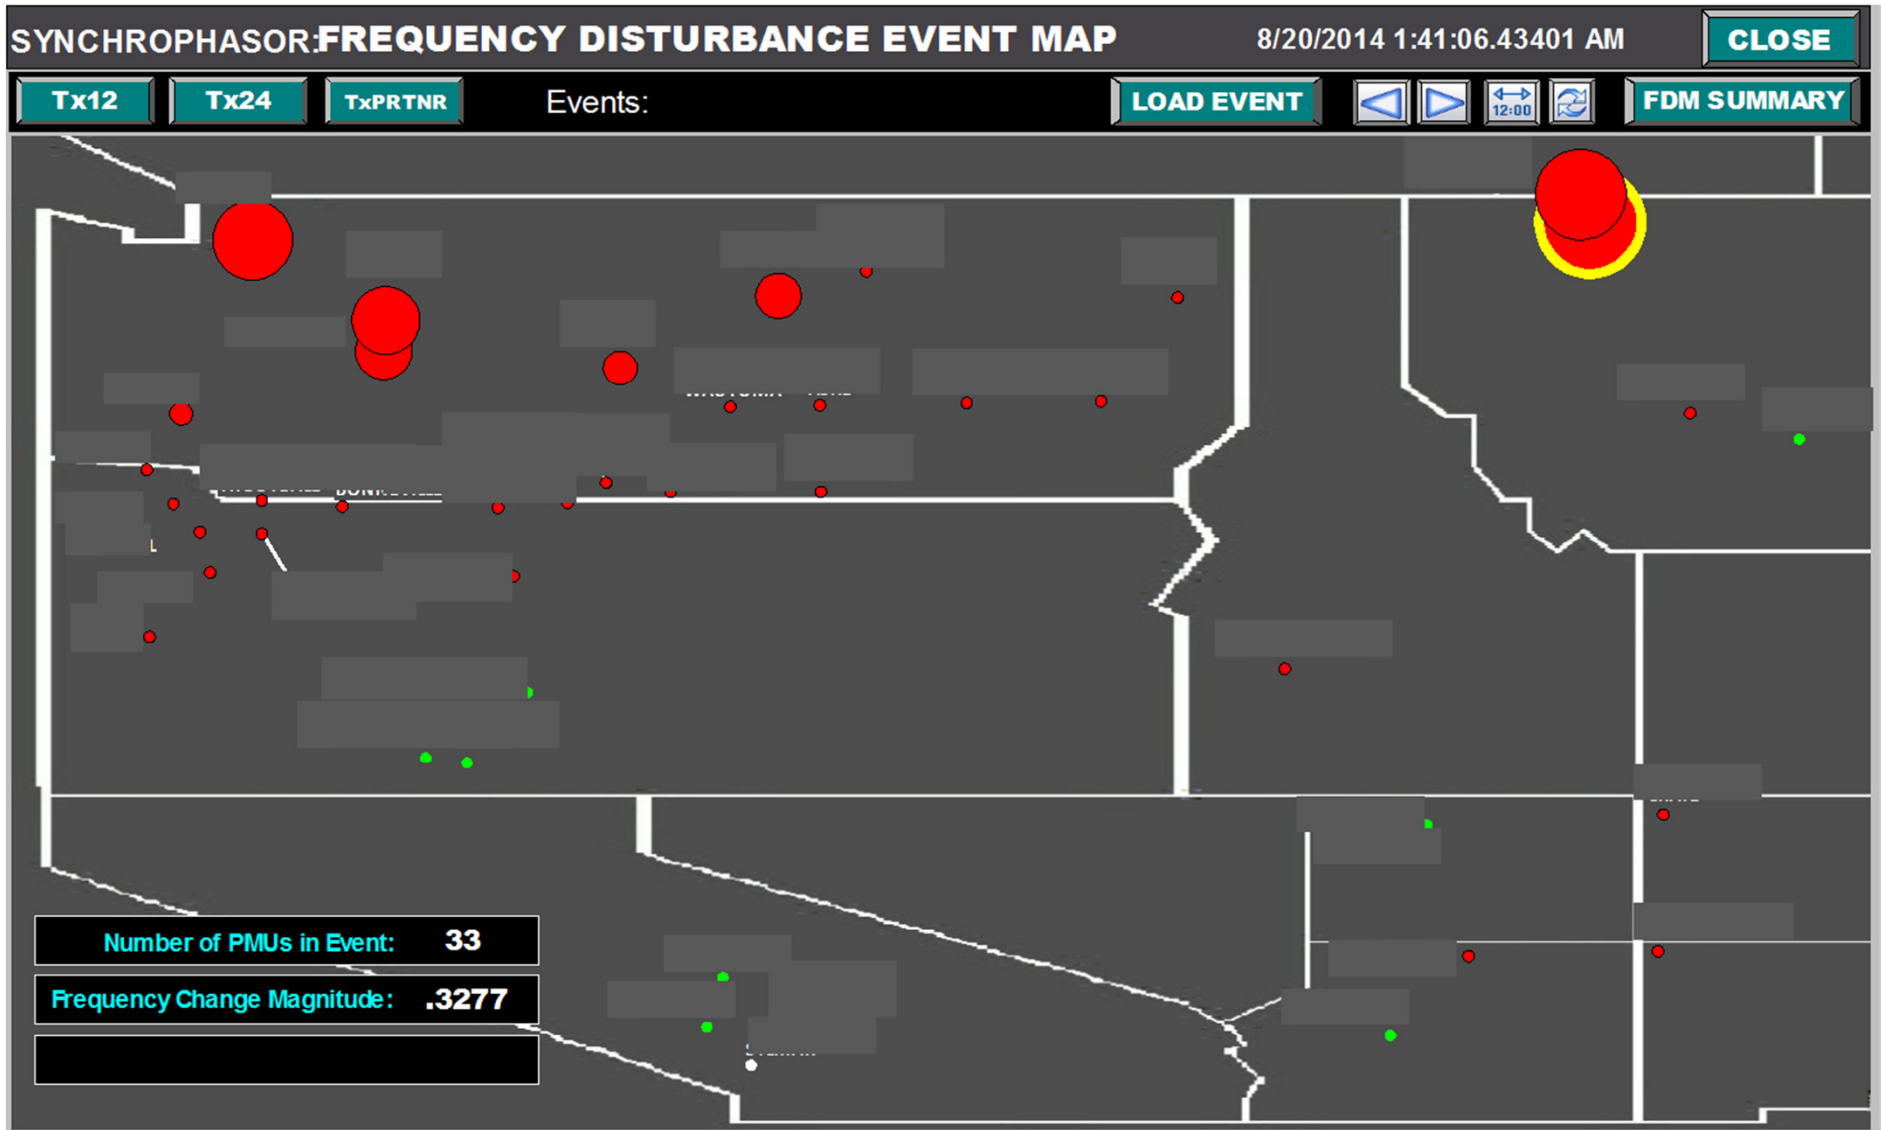 SYNCHROPHASOR:FREQUENCY DISTURBANCE EVENT MAP 8/20/2014 1:41:06.43401 AM CLOSE
Tx12 Tx24 TxPRTNR Events: LOAD EVENT 12:00 FDM SUMMARY
Number of PMUs in Event: 33
Frequency Change Magnitude: .3277